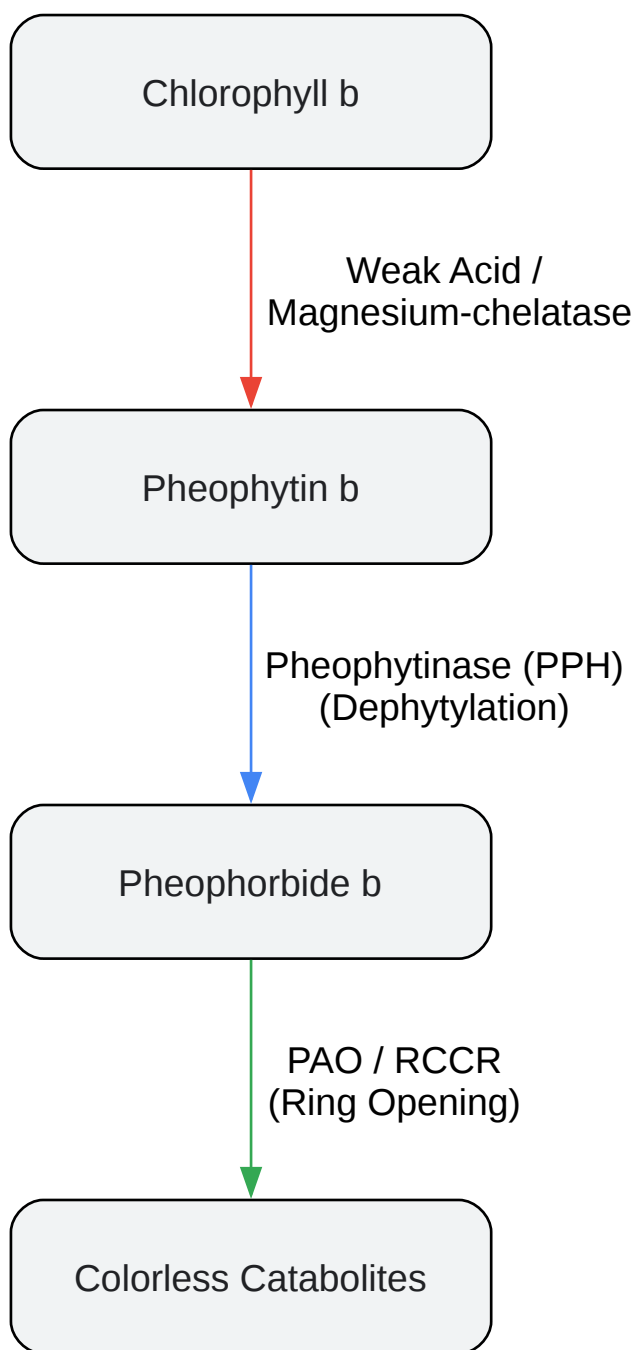 Chlorophyll b
Weak Acid /
Magnesium-chelatase
Pheophytin b
Pheophytinase (PPH)
(Dephytylation)
Pheophorbide b
PAO / RCCR
(Ring Opening)
Colorless Catabolites